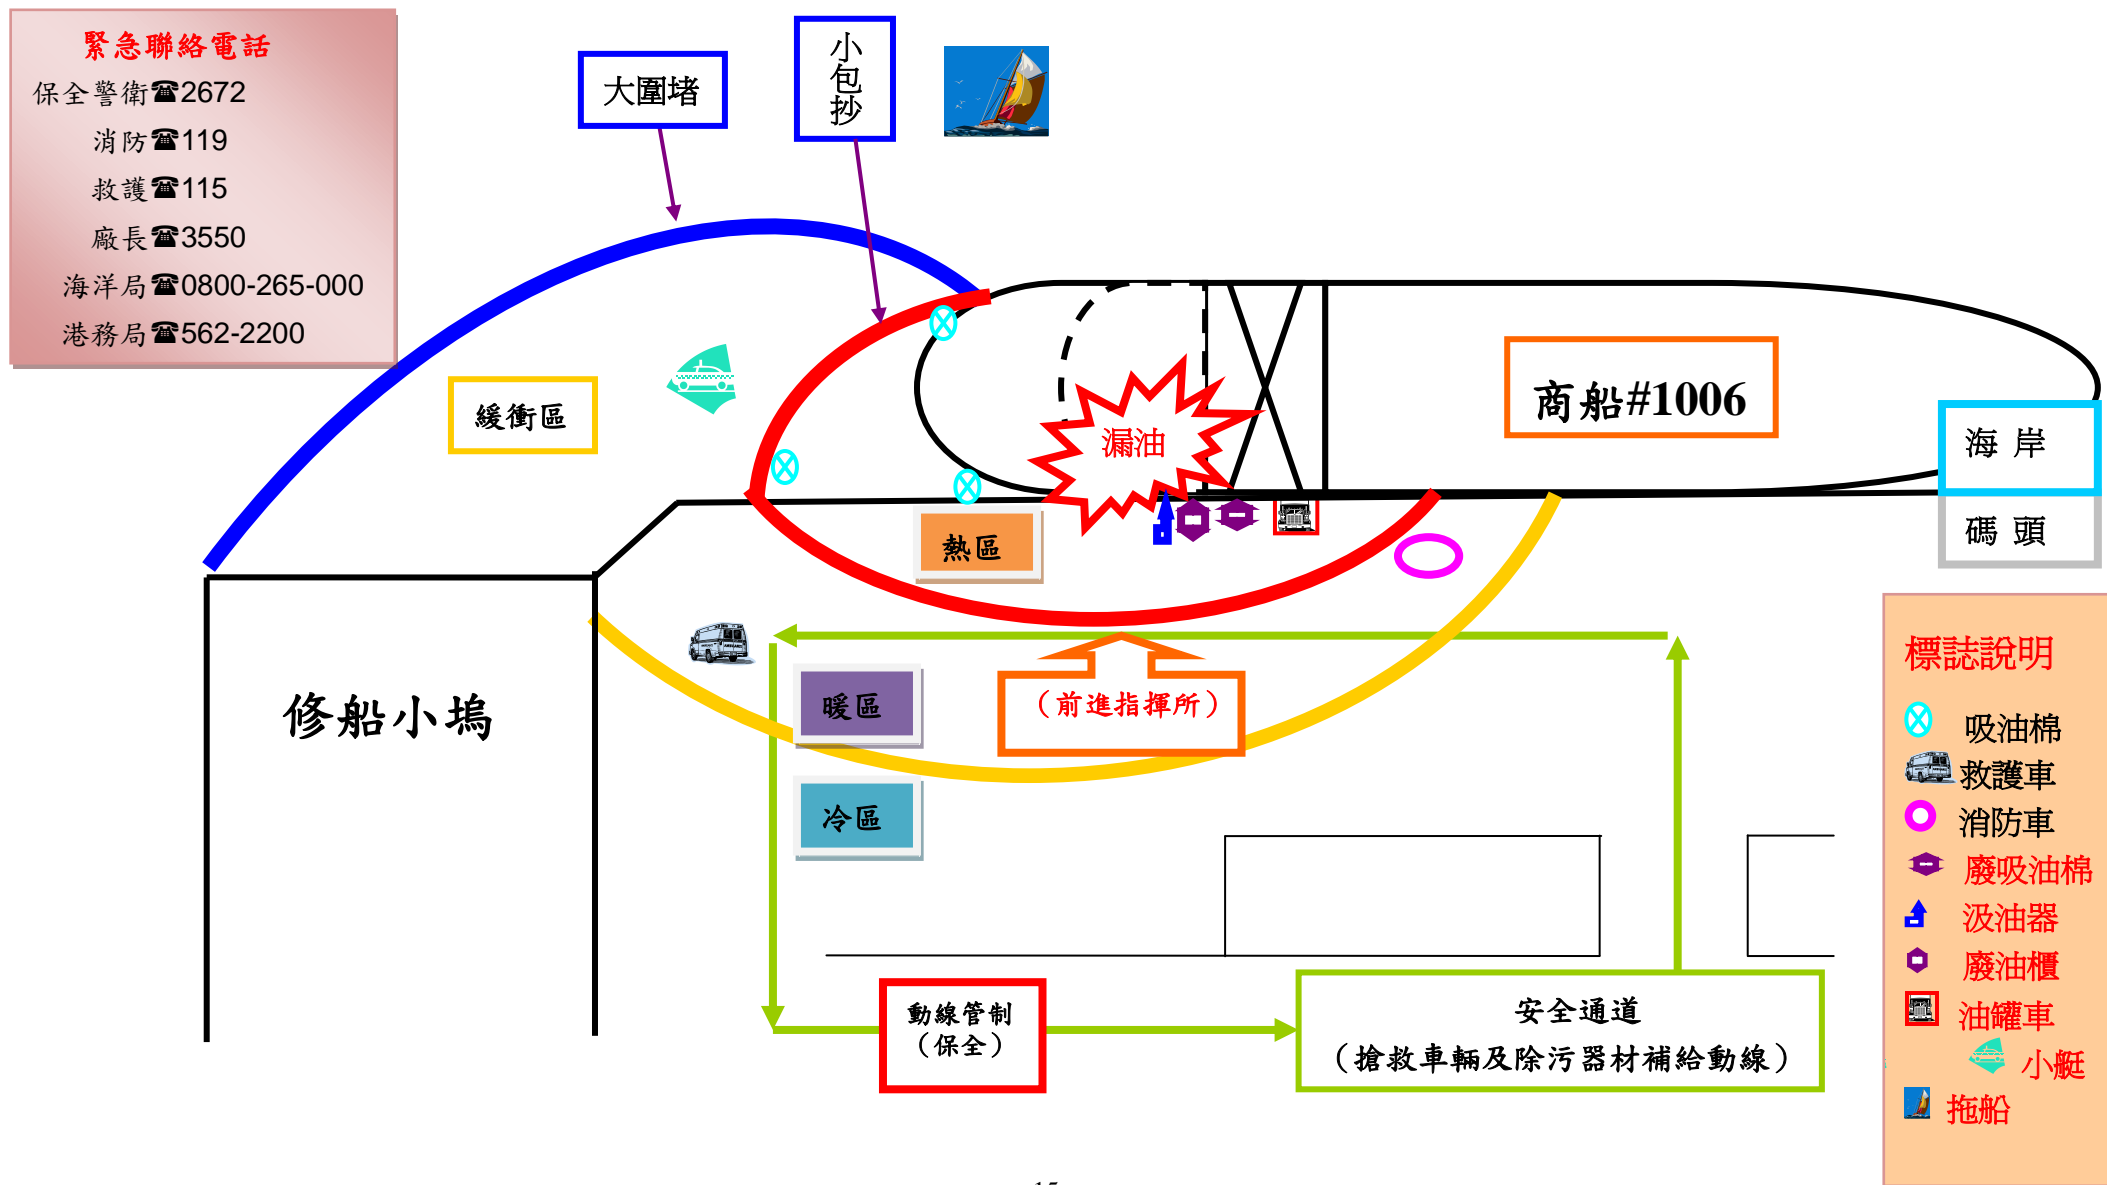 緊急聯絡電話
保全警衛☎2672
消防☎119
救護☎115
廠長☎3550
海洋局☎0800-265-000
港務局☎562-2200
大圍堵
小包抄
緩衝區
漏油
商船#1006
海 岸
碼 頭
熱區
暖區
(前進指揮所)
冷區
修船小塢
動線管制
(保全)
安全通道
(搶救車輛及除污器材補給動線)
標誌說明
吸油棉
救護車
消防車
廢吸油棉
汲油器
廢油櫃
油罐車
小艇
拖船